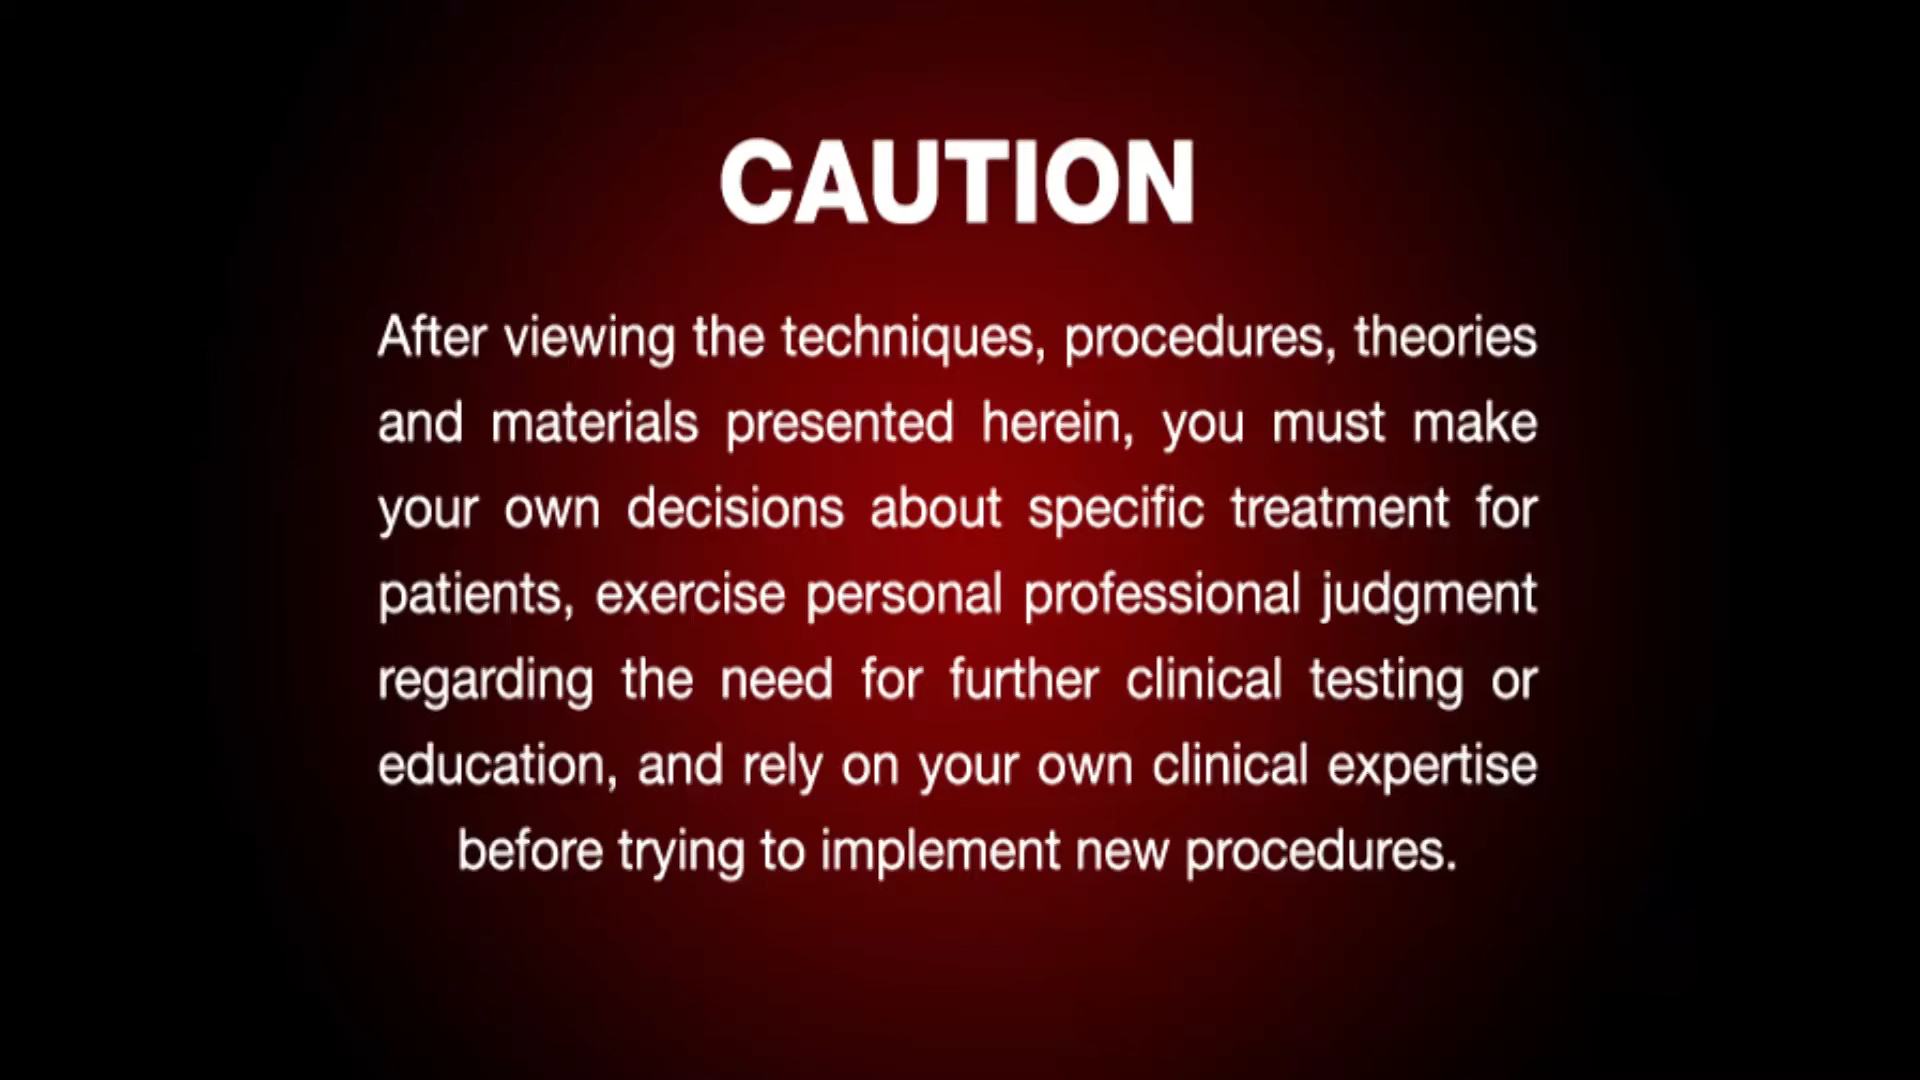 CAUTION
After viewing the techniques, procedures, theories
and materials presented herein, you must make
your own decisions about specific treatment for
patients, exercise personal professional judgment
regarding the need for further clinical testing or
education, and rely on your own clinical expertise
before trying to implement new procedures.